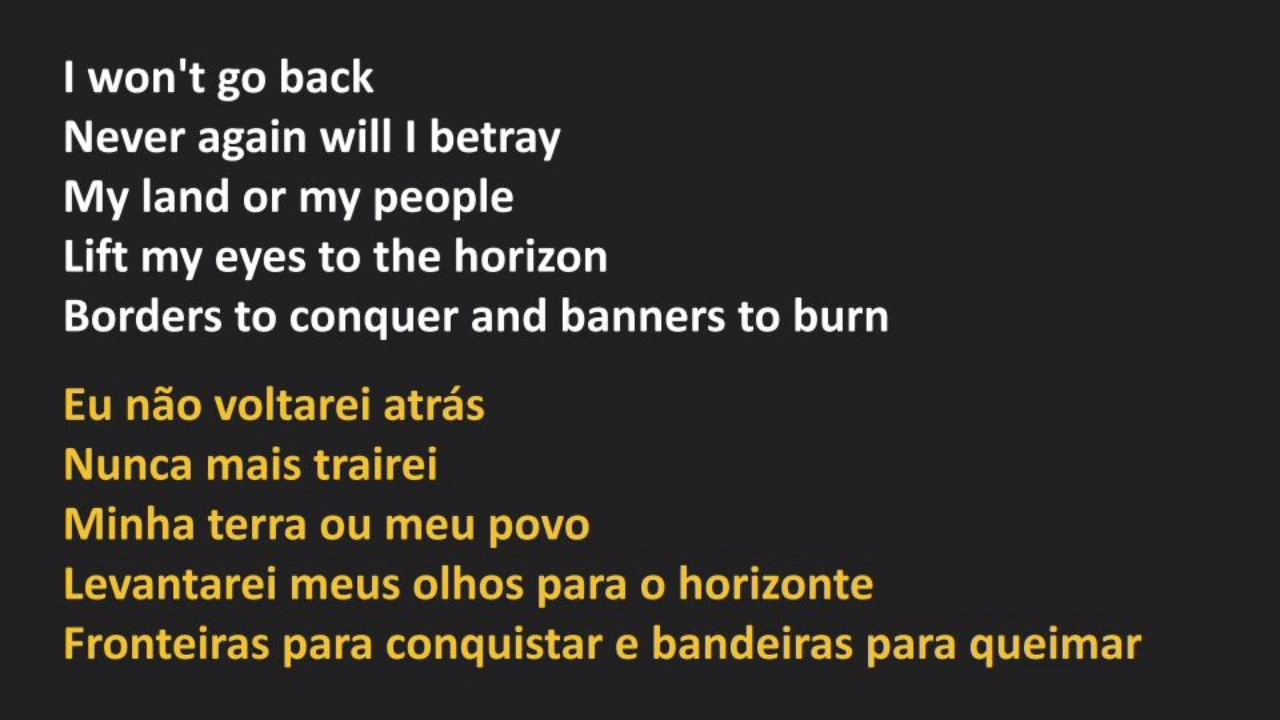 I won't go back
Never again will I betray
My land or my people
Lift my eyes to the horizon
Borders to conquer and banners to burn
Eu não voltarei atrás
Nunca mais trairei
Minha terra ou meu povo
Levantarei meus olhos para o horizonte
Fronteiras para conquistar e bandeiras para queimar